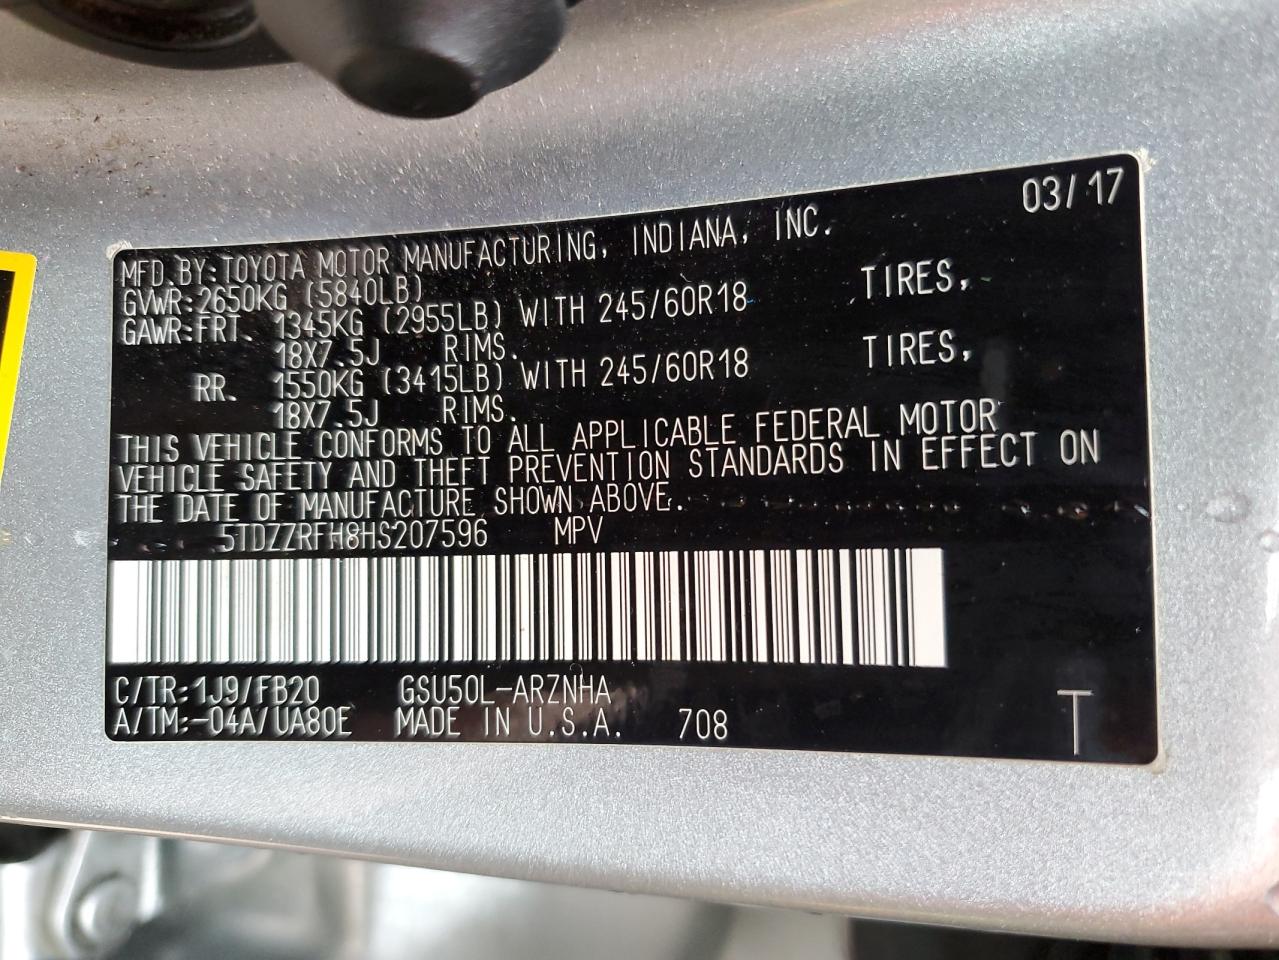 03/17
MFD.BY:TOYOTA MOTOR MANUFACTURING, INDIANA, INC.
GVWR:2650KG (5840LB)
GAWR:FRT. 1345KG (2955LB) WITH 245/60R18 TIRES,
18X7.5J RIMS.
RR. 1550KG (3415LB) WITH 245/60R18 TIRES,
18X7.5J RIMS.
THIS VEHICLE CONFORMS TO ALL APPLICABLE FEDERAL MOTOR
VEHICLE SAFETY AND THEFT PREVENTION STANDARDS IN EFFECT ON
THE DATE OF MANUFACTURE SHOWN ABOVE.
5TDZZRFH8HS207596 MPV
C/TR:1J9/FB20 GSU50L-ARZNHA
A/TM:-04A/UA80E MADE IN U.S.A. 708 T